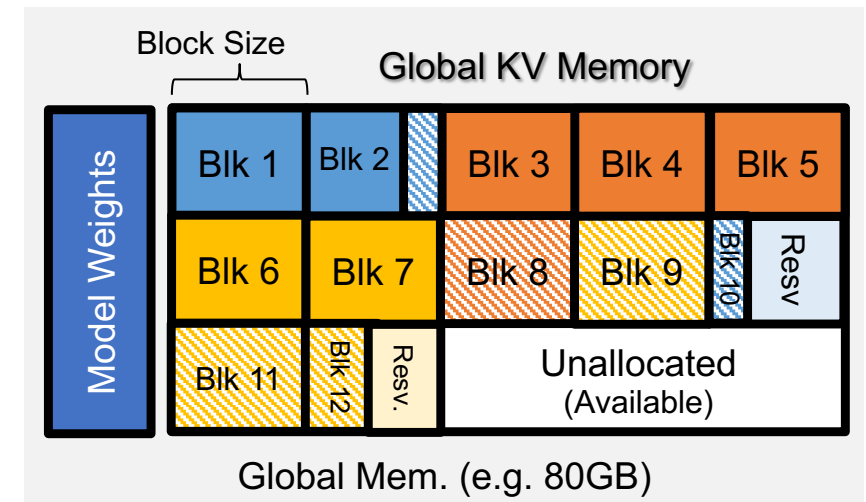 Block Size
Global KV Memory
Model Weights
Blk 1
Blk 2
Blk 3
Blk 4
Blk 5
Blk 6
Blk 7
Blk 8
Blk 9
Blk 10
Resv
Blk 11
Blk 12
Resv.
Unallocated
(Available)
Global Mem. (e.g. 80GB)